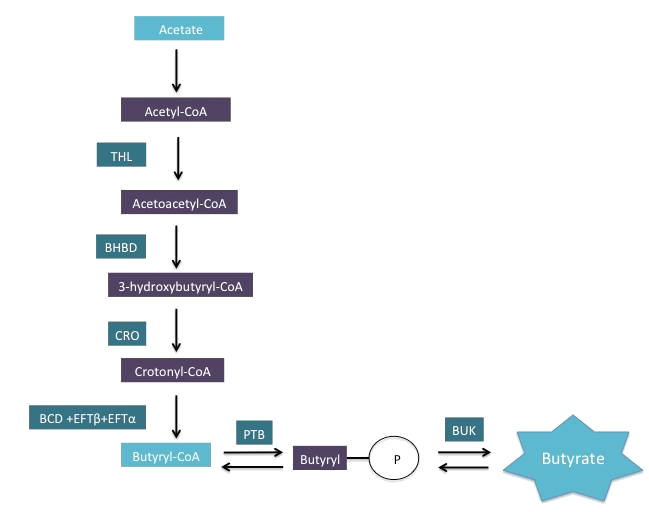 Acetate
Acetyl-CoA
THL
Acetoacetyl-CoA
BHBD
3-hydroxybutyryl-CoA
CRO
Crotonyl-CoA
BCD +EFTβ+EFTα
Butyryl-CoA
PTB
Butyryl
P
BUK
Butyrate